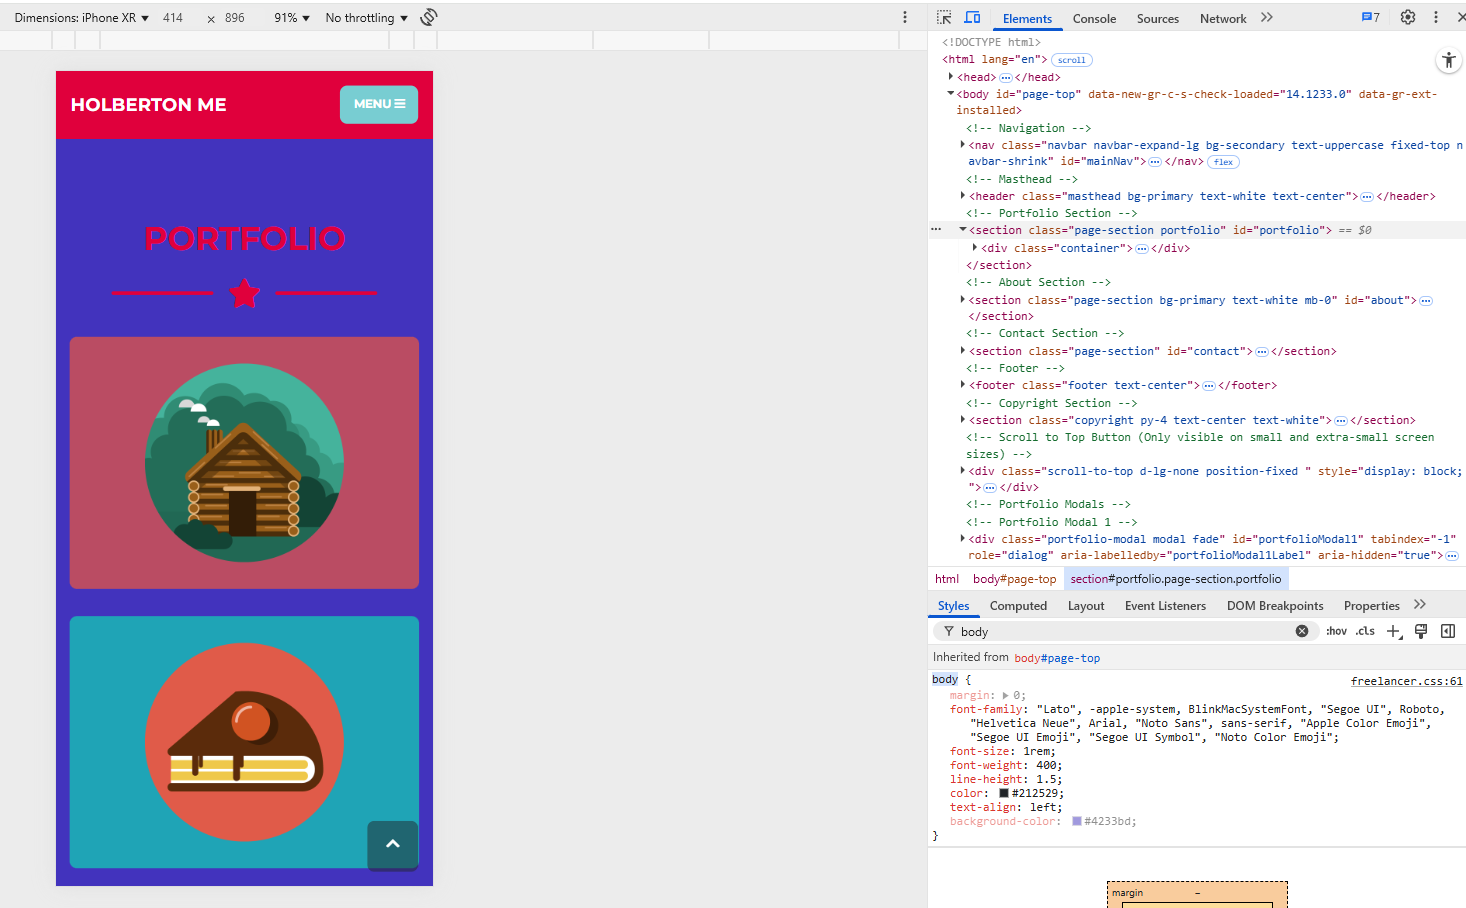 Dimensions: iPhone XR ▼ 414 × 896 91% ▼ No throttling ▼
HOLBERTON ME
MENU
PORTFOLIO
Elements Console Sources Network 7
<!DOCTYPE html>
<html lang="en"> scroll
<head> </head>
<body id="page-top" data-new-gr-c-s-check-loaded="14.1233.0" data-gr-ext-
installed>
<!-- Navigation -->
<nav class="navbar navbar-expand-lg bg-secondary text-uppercase fixed-top n
avbar-shrink" id="mainNav"> </nav> flex
<!-- Masthead -->
<header class="masthead bg-primary text-white text-center"> </header>
<!-- Portfolio Section -->
<section class="page-section portfolio" id="portfolio"> == $0
<div class="container"> </div>
</section>
<!-- About Section -->
<section class="page-section bg-primary text-white mb-0" id="about">
</section>
<!-- Contact Section -->
<section class="page-section" id="contact"> </section>
<!-- Footer -->
<footer class="footer text-center"> </footer>
<!-- Copyright Section -->
<section class="copyright py-4 text-center text-white"> </section>
<!-- Scroll to Top Button (Only visible on small and extra-small screen
sizes) -->
<div class="scroll-to-top d-lg-none position-fixed " style="display: block;
"> </div>
<!-- Portfolio Modals -->
<!-- Portfolio Modal 1 -->
<div class="portfolio-modal modal fade" id="portfolioModal1" tabindex="-1"
role="dialog" aria-labelledby="portfolioModal1Label" aria-hidden="true">
html body#page-top section#portfolio.page-section.portfolio
Styles Computed Layout Event Listeners DOM Breakpoints Properties
body :hov .cls
Inherited from body#page-top
body { freelancer.css:61
margin: 0;
font-family: "Lato", -apple-system, BlinkMacSystemFont, "Segoe UI", Roboto,
"Helvetica Neue", Arial, "Noto Sans", sans-serif, "Apple Color Emoji",
"Segoe UI Emoji", "Segoe UI Symbol", "Noto Color Emoji";
font-size: 1rem;
font-weight: 400;
line-height: 1.5;
color: #212529;
text-align: left;
background-color: #4233bd;
}
margin –